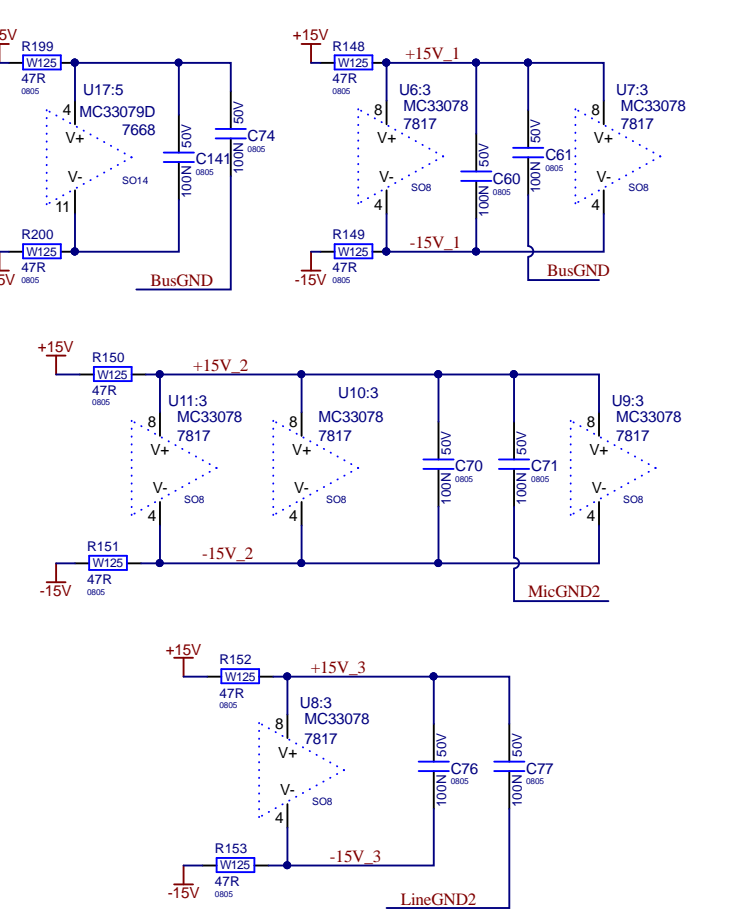 5V
R199
W125
47R
0805
U17:5
MC33079D
7668
4
V+
V-
11
SO14
50V
C141
0805
100N
50V
C74
0805
100N
R200
W125
47R
0805
5V
BusGND
+15V
R148
W125
47R
0805
+15V_1
U6:3
MC33078
7817
8
V+
V-
4
SO8
50V
C60
0805
100N
50V
C61
0805
100N
U7:3
MC33078
7817
8
V+
V-
4
SO8
R149
W125
47R
0805
-15V
-15V_1
BusGND
+15V
R150
W125
47R
0805
+15V_2
U11:3
MC33078
7817
8
V+
V-
4
SO8
U10:3
MC33078
7817
8
V+
V-
4
SO8
50V
C70
0805
100N
50V
C71
0805
100N
U9:3
MC33078
7817
8
V+
V-
4
SO8
R151
W125
47R
0805
-15V
-15V_2
MicGND2
+15V
R152
W125
47R
0805
+15V_3
U8:3
MC33078
7817
8
V+
V-
4
SO8
50V
C76
0805
100N
50V
C77
0805
100N
R153
W125
47R
0805
-15V
-15V_3
LineGND2